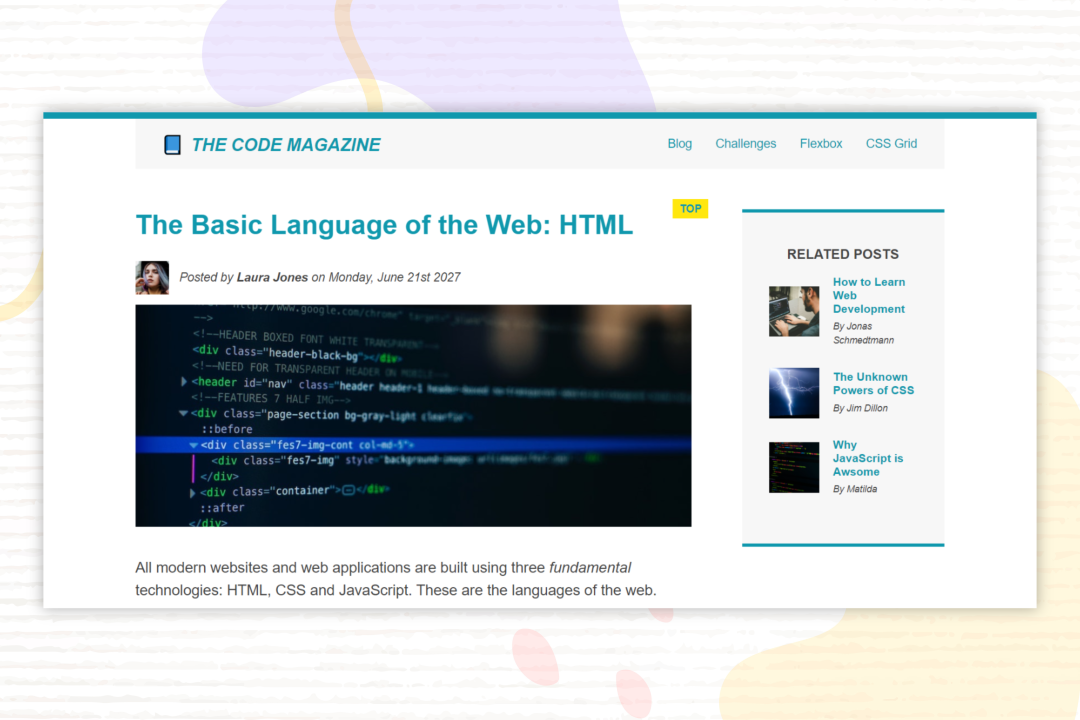 THE CODE MAGAZINE
Blog Challenges Flexbox CSS Grid
TOP
The Basic Language of the Web: HTML
Posted by Laura Jones on Monday, June 21st 2027
-->
<!--HEADER BOXED FONT WHITE TRANSPARENT-->
<div class="header-black-bg"></div>
<!--NEED FOR TRANSPARENT HEADER ON MOBILE-->
<header id="nav" class="header header-1
<!--FEATURES 7 HALF IMG-->
<div class="page-section bg-gray-light clearfix">
::before
<div class="fes7-img-cont col-md-5">
<div class="fes7-img" style="background-image:
</div>
<div class="container"></div>
::after
</div>
All modern websites and web applications are built using three fundamental
technologies: HTML, CSS and JavaScript. These are the languages of the web.
RELATED POSTS
How to Learn
Web
Development
By Jonas
Schmedtmann
The Unknown
Powers of CSS
By Jim Dillon
Why
JavaScript is
Awsome
By Matilda